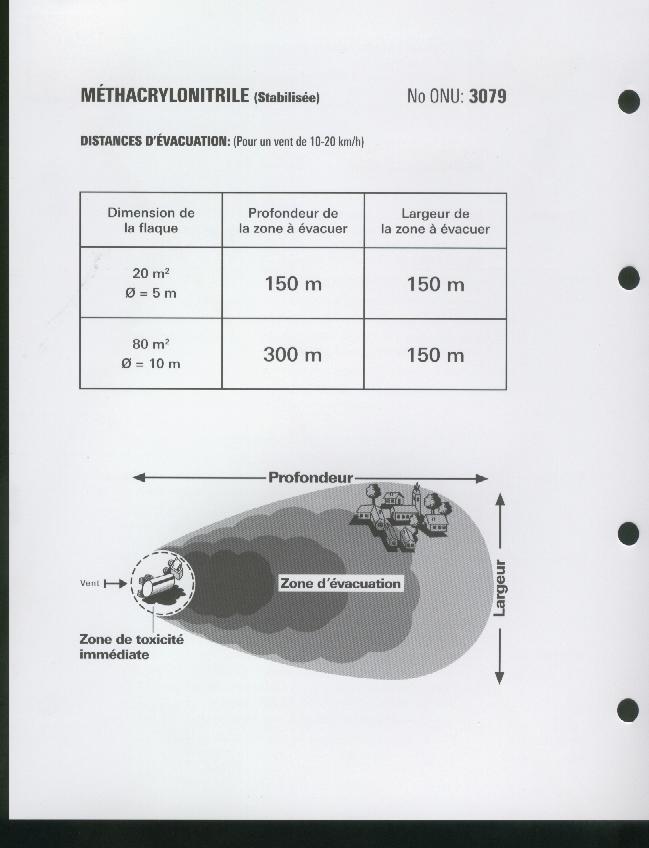 MÉTHACRYLONITRILE (Stabilisée) No ONU: 3079
DISTANCES D'ÉVACUATION: (Pour un vent de 10-20 km/h)
Dimension de la flaque
Profondeur de la zone à évacuer
Largeur de la zone à évacuer
20 m²
Ø = 5 m
150 m
150 m
80 m²
Ø = 10 m
300 m
150 m
Profondeur
Vent
Zone d'évacuation
Largeur
Zone de toxicité
immédiate